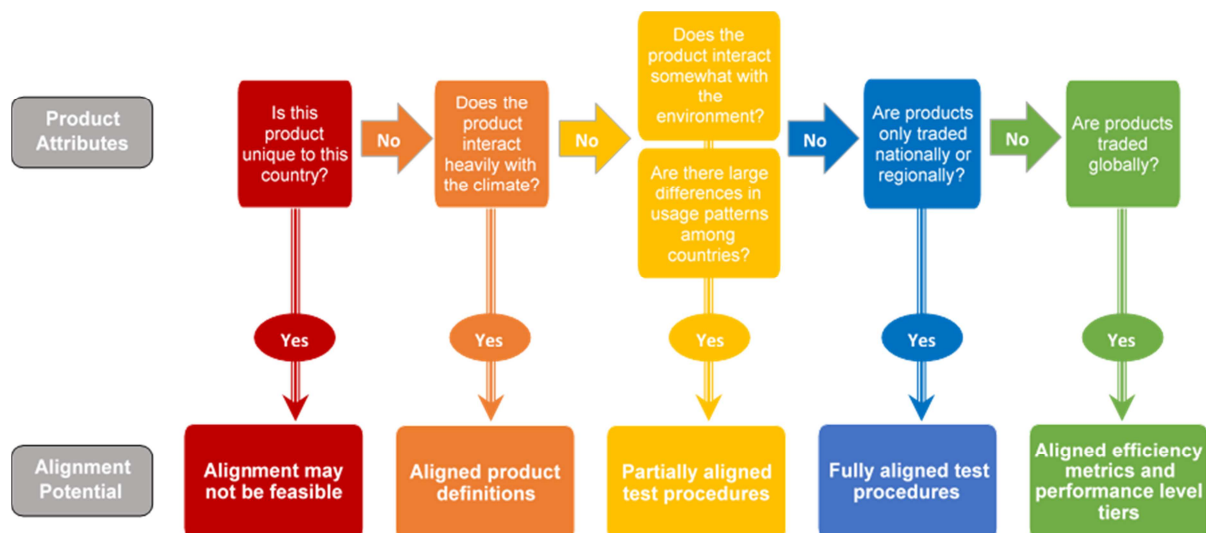 Product
Attributes
Is this
product
unique to this
country?
No
Does the
product
interact
heavily with
the climate?
No
Does the
product interact
somewhat with
the
environment?
Are there large
differences in
usage patterns
among
countries?
No
Are products
only traded
nationally or
regionally?
No
Are products
traded
globally?
Yes
Yes
Yes
Yes
Yes
Alignment
Potential
Alignment may
not be feasible
Aligned product
definitions
Partially aligned
test procedures
Fully aligned test
procedures
Aligned efficiency
metrics and
performance level
tiers